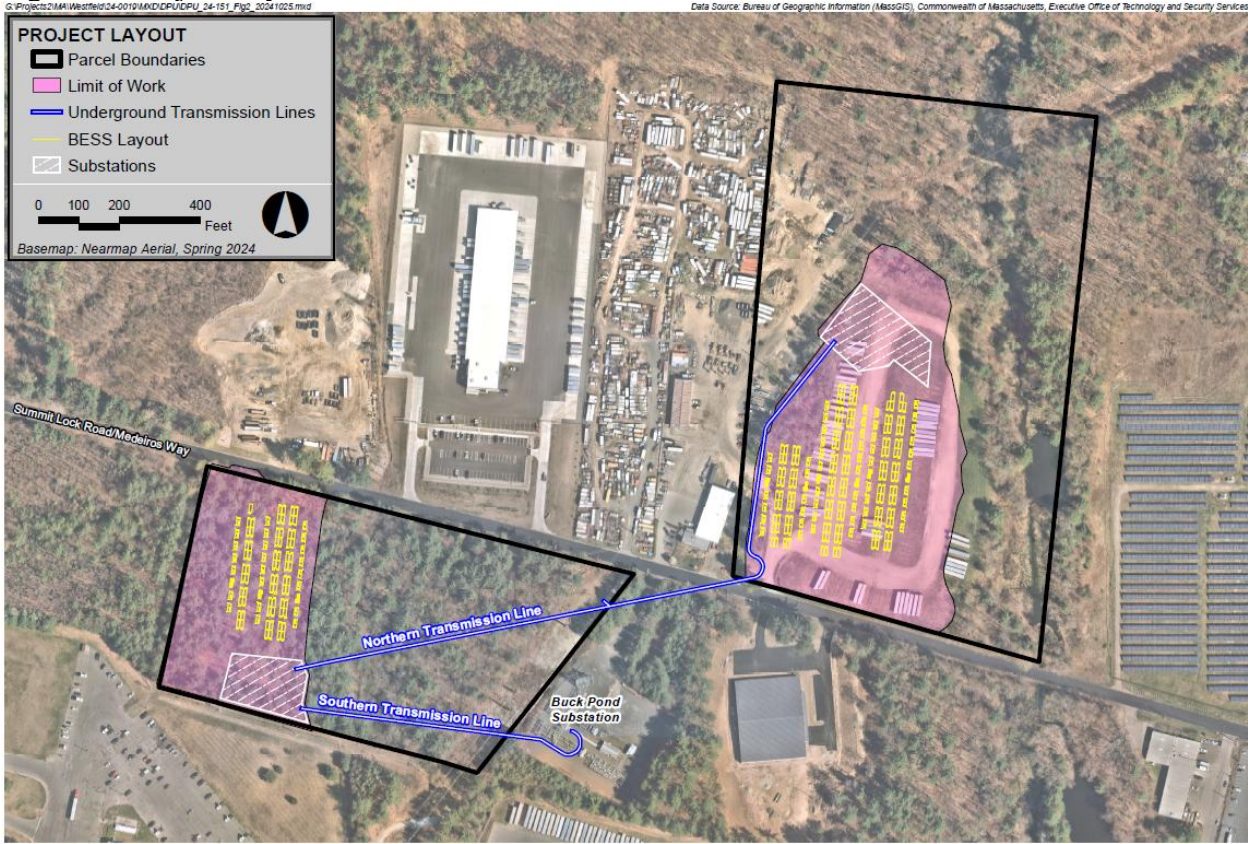 G:\Projects2\MA\Westfield\24-0019\MXD\DPU\DPU_24-151_Fig2_20241025.mxd
Data Source: Bureau of Geographic Information (MassGIS), Commonwealth of Massachusetts, Executive Office of Technology and Security Services
PROJECT LAYOUT
Parcel Boundaries
Limit of Work
Underground Transmission Lines
BESS Layout
Substations
0 100 200 400
Feet
Basemap: Nearmap Aerial, Spring 2024
Summit Lock Road/Medeiros Way
Northern Transmission Line
Southern Transmission Line
Buck Pond
Substation